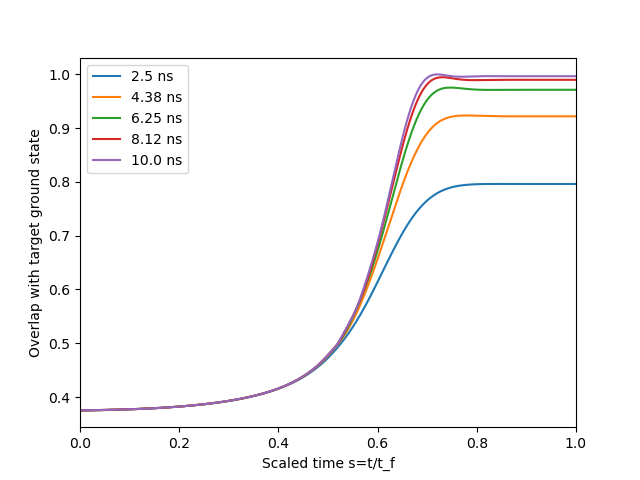 2.5 ns
4.38 ns
6.25 ns
8.12 ns
10.0 ns
Overlap with target ground state
1.0
0.9
0.8
0.7
0.6
0.5
0.4
0.0
0.2
0.4
0.6
0.8
1.0
Scaled time s=t/t_f